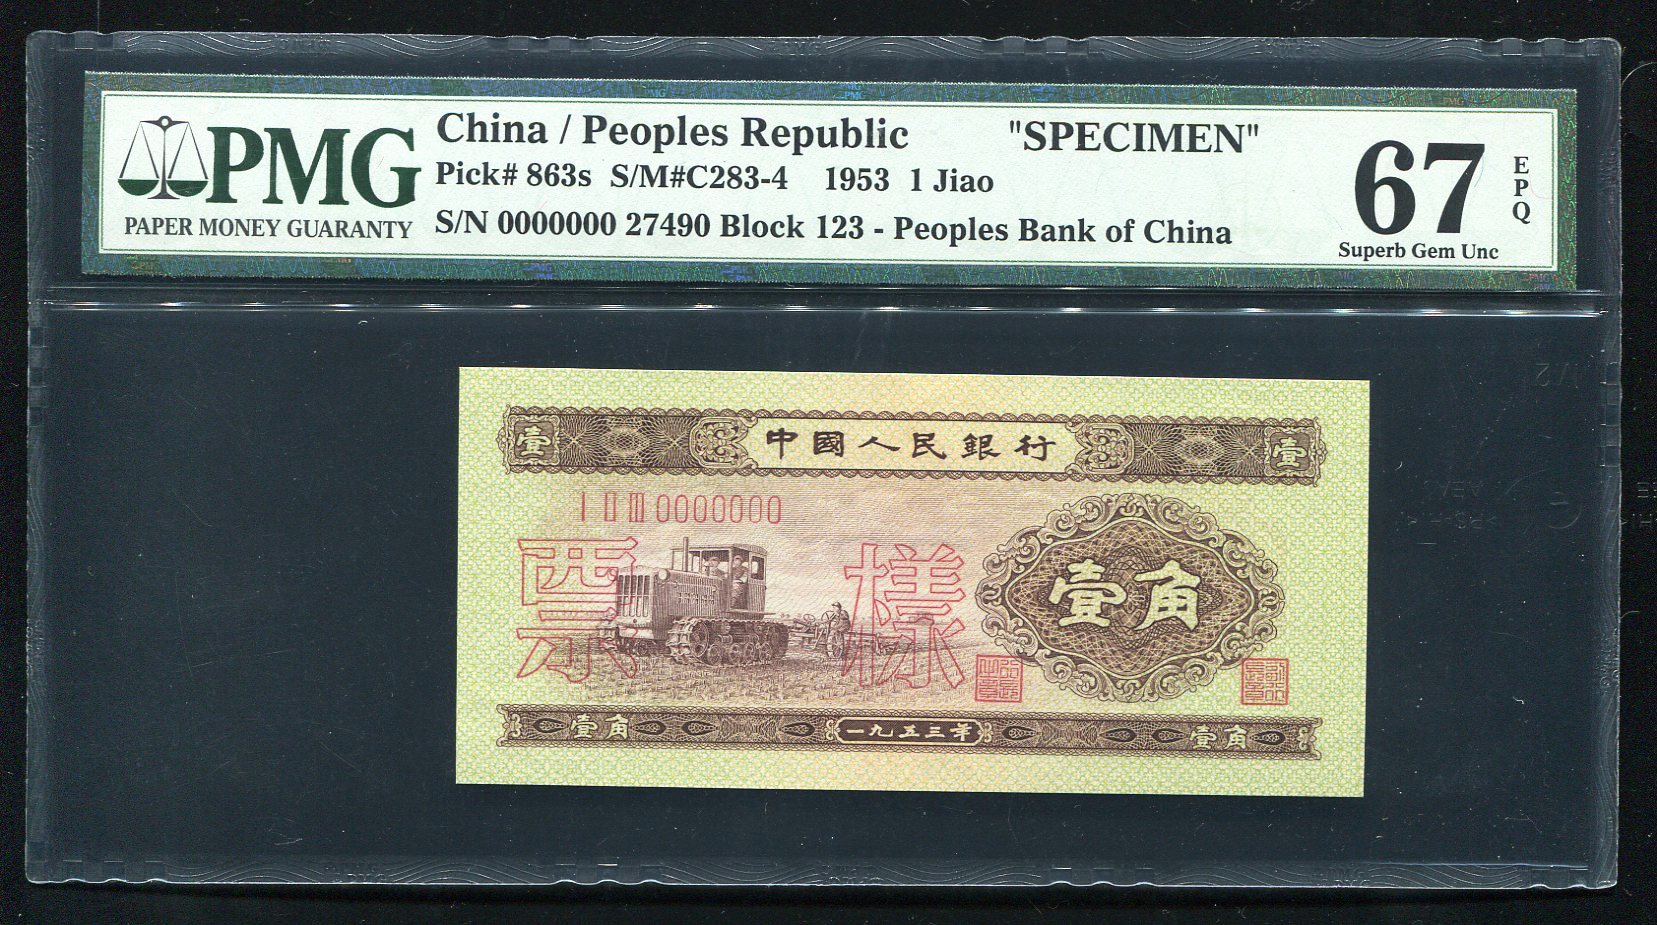 PMG
PAPER MONEY GUARANTY
China / Peoples Republic "SPECIMEN"
Pick# 863s S/M#C283-4 1953 1 Jiao
S/N 0000000 27490 Block 123 - Peoples Bank of China
67
EPQ
Superb Gem Unc
壹 中國人民銀行 壹
I II III 0000000
票 樣
壹角
壹角 一九五三年 壹角